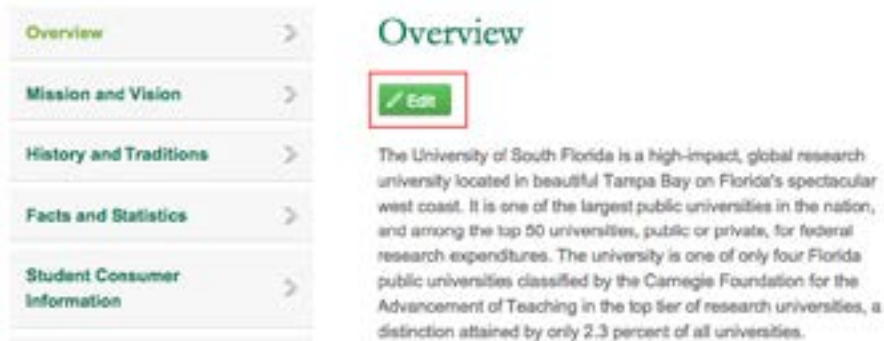 Overview
Mission and Vision
History and Traditions
Facts and Statistics
Student Consumer
Information
Overview
Edit
The University of South Florida is a high-impact, global research
university located in beautiful Tampa Bay on Florida's spectacular
west coast. It is one of the largest public universities in the nation,
and among the top 50 universities, public or private, for federal
research expenditures. The university is one of only four Florida
public universities classified by the Carnegie Foundation for the
Advancement of Teaching in the top tier of research universities, a
distinction attained by only 2.3 percent of all universities.